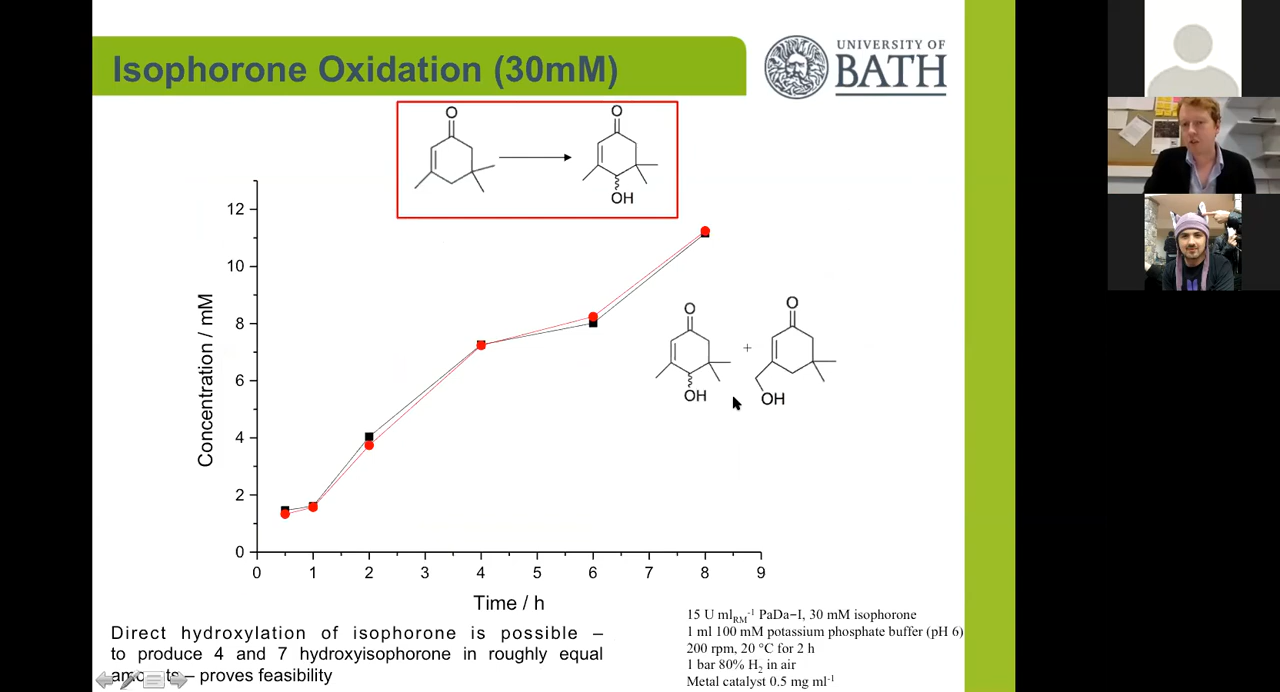 Isophorone Oxidation (30mM)
UNIVERSITY OF
BATH
O
O
OH
12
10
8
6
4
2
0
Concentration / mM
0 1 2 3 4 5 6 7 8 9
Time / h
O
O
+
OH
OH
Direct hydroxylation of isophorone is possible –
to produce 4 and 7 hydroxyisophorone in roughly equal
– proves feasibility
15 U mlRM-1 PaDa–I, 30 mM isophorone
1 ml 100 mM potassium phosphate buffer (pH 6)
200 rpm, 20 °C for 2 h
1 bar 80% H2 in air
Metal catalyst 0.5 mg ml-1